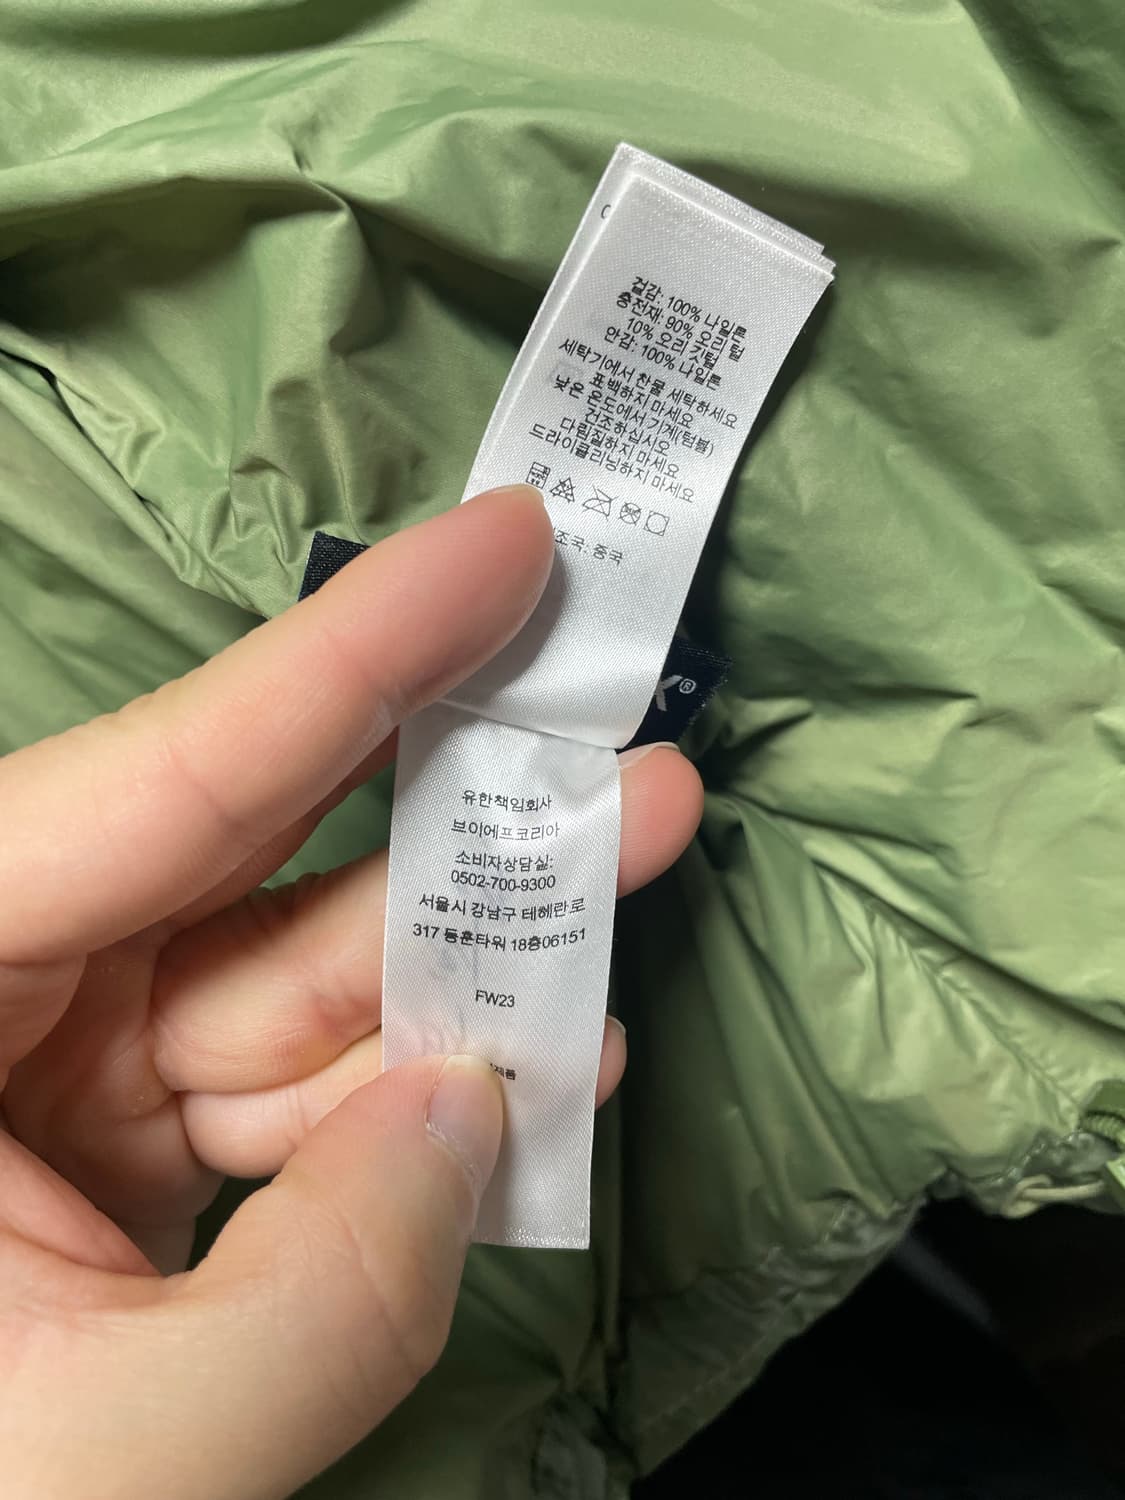 겉감: 100% 나일론
충전재: 90% 오리 털
10% 오리 깃털
안감: 100% 나일론
세탁기에서 찬물 세탁하세요
표백하지 마세요
낮은 온도에서 기계(텀블)
건조하십시오
다림질하지 마세요
드라이클리닝하지 마세요
조국: 중국
X®
유한책임회사
브이에프코리아
소비자상담실:
0502-700-9300
서울시 강남구 테헤란로
317 동훈타워 18층06151
FW23
제품